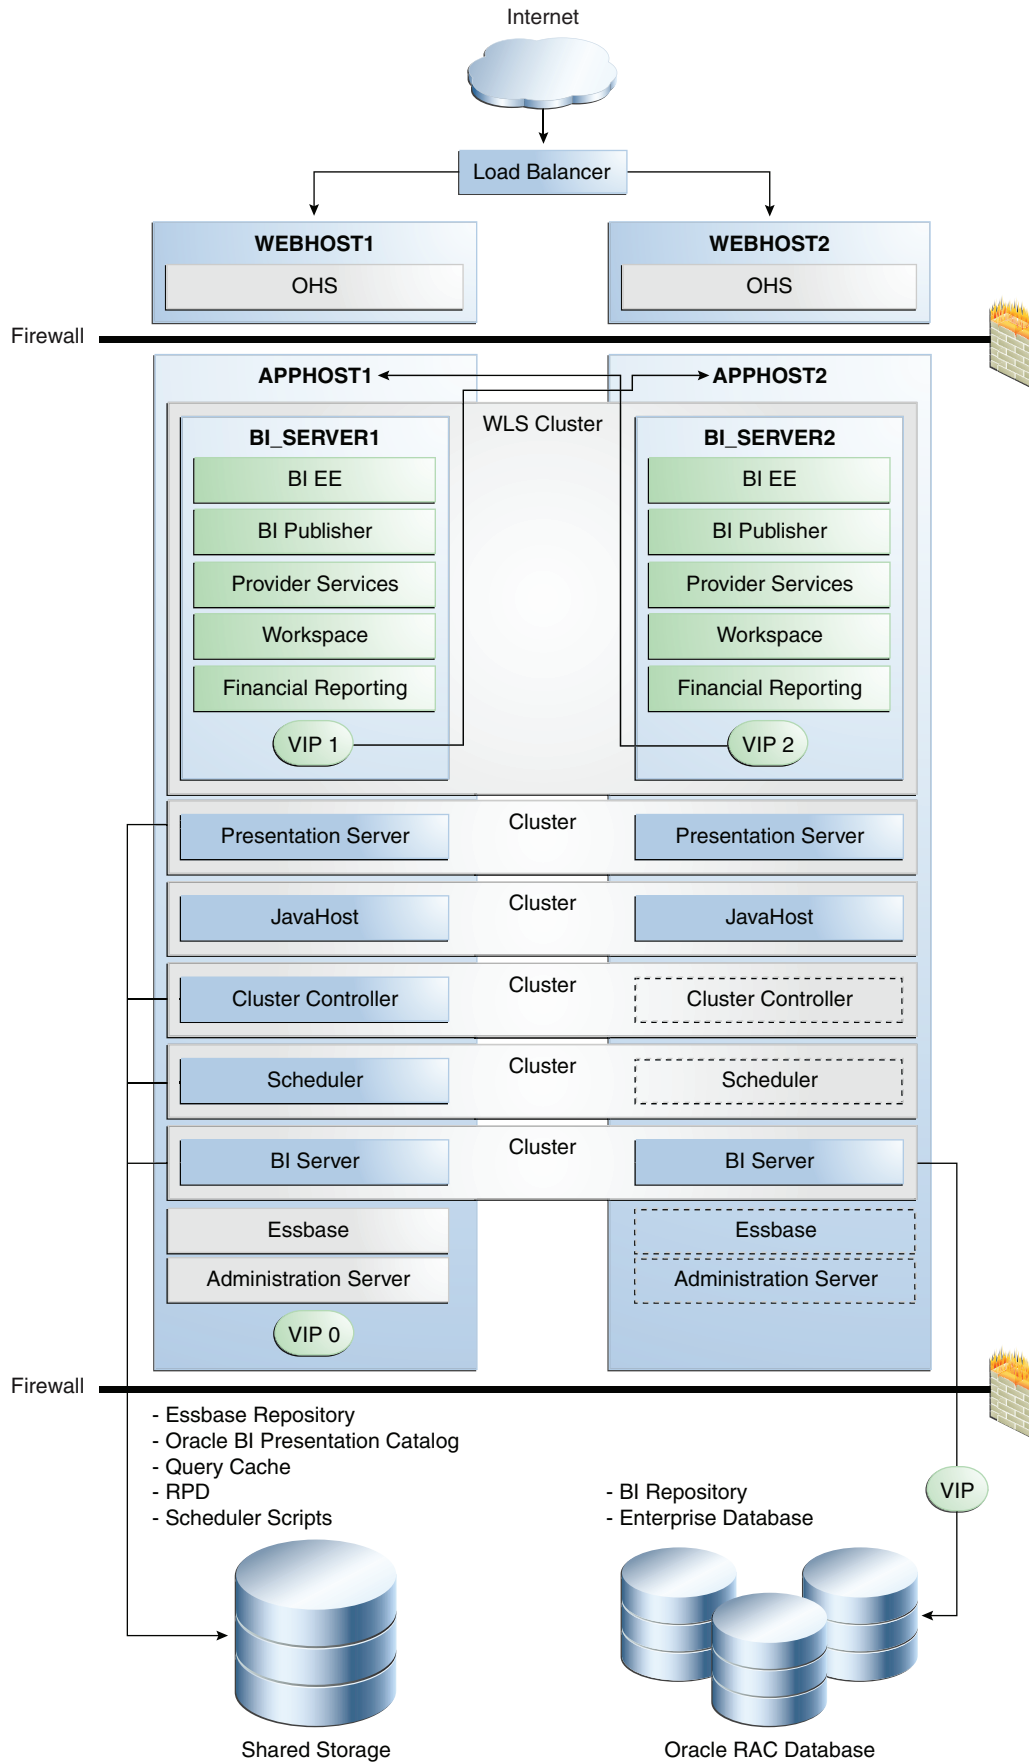 Internet
Load Balancer
WEBHOST1
WEBHOST2
OHS
OHS
Firewall
APPHOST1
APPHOST2
WLS Cluster
BI_SERVER1
BI_SERVER2
BI EE
BI EE
BI Publisher
BI Publisher
Provider Services
Provider Services
Workspace
Workspace
Financial Reporting
Financial Reporting
VIP 1
VIP 2
Cluster
Presentation Server
Presentation Server
Cluster
JavaHost
JavaHost
Cluster
Cluster Controller
Cluster Controller
Cluster
Scheduler
Scheduler
Cluster
BI Server
BI Server
Essbase
Essbase
Administration Server
Administration Server
VIP 0
Firewall
- Essbase Repository
- Oracle BI Presentation Catalog
- Query Cache
- RPD
- Scheduler Scripts
- BI Repository
- Enterprise Database
VIP
Shared Storage
Oracle RAC Database